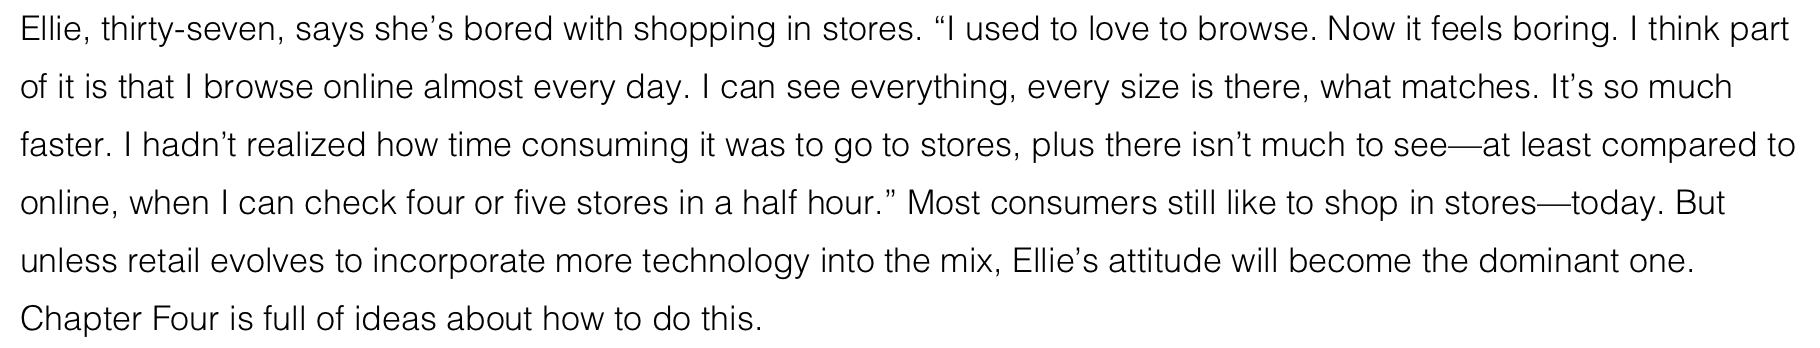 Ellie, thirty-seven, says she’s bored with shopping in stores. “I used to love to browse. Now it feels boring. I think part
of it is that I browse online almost every day. I can see everything, every size is there, what matches. It’s so much
faster. I hadn’t realized how time consuming it was to go to stores, plus there isn’t much to see—at least compared to
online, when I can check four or five stores in a half hour.” Most consumers still like to shop in stores—today. But
unless retail evolves to incorporate more technology into the mix, Ellie’s attitude will become the dominant one.
Chapter Four is full of ideas about how to do this.